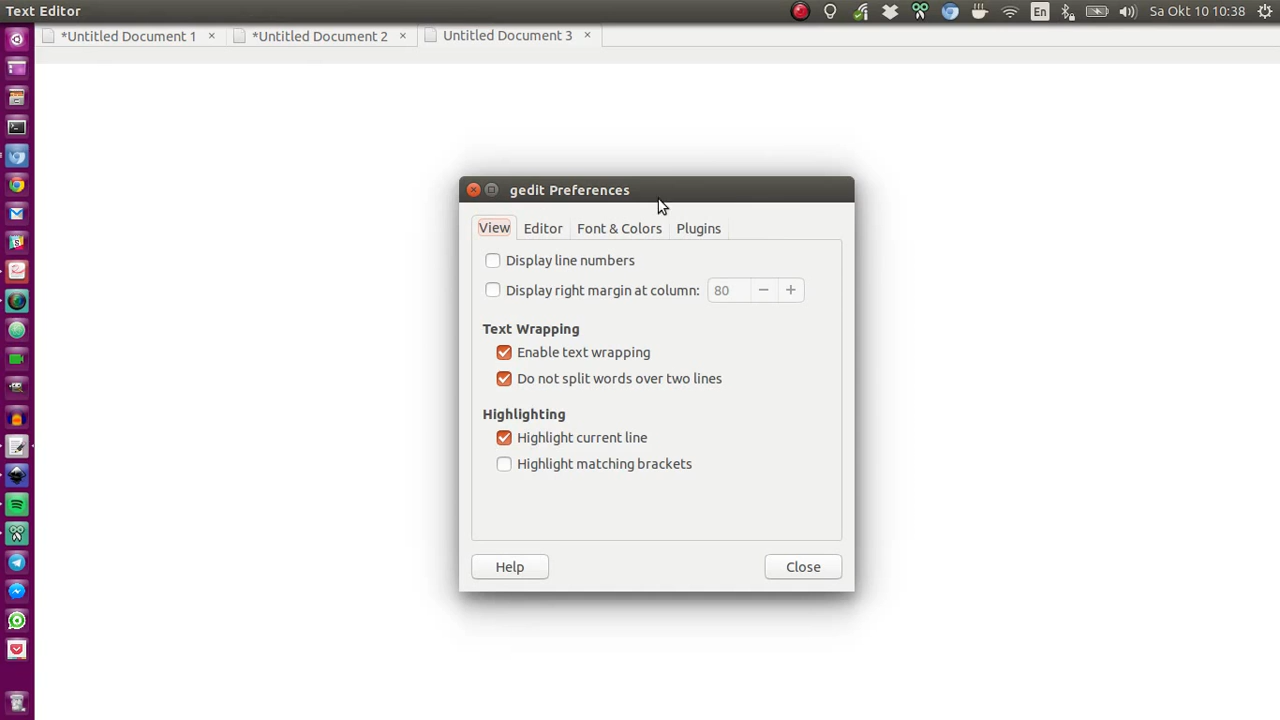 Text Editor
En
Sa Okt 10 10:38
*Untitled Document 1
*Untitled Document 2
Untitled Document 3
gedit Preferences
View
Editor
Font & Colors
Plugins
Display line numbers
Display right margin at column:
80
Text Wrapping
Enable text wrapping
Do not split words over two lines
Highlighting
Highlight current line
Highlight matching brackets
Help
Close